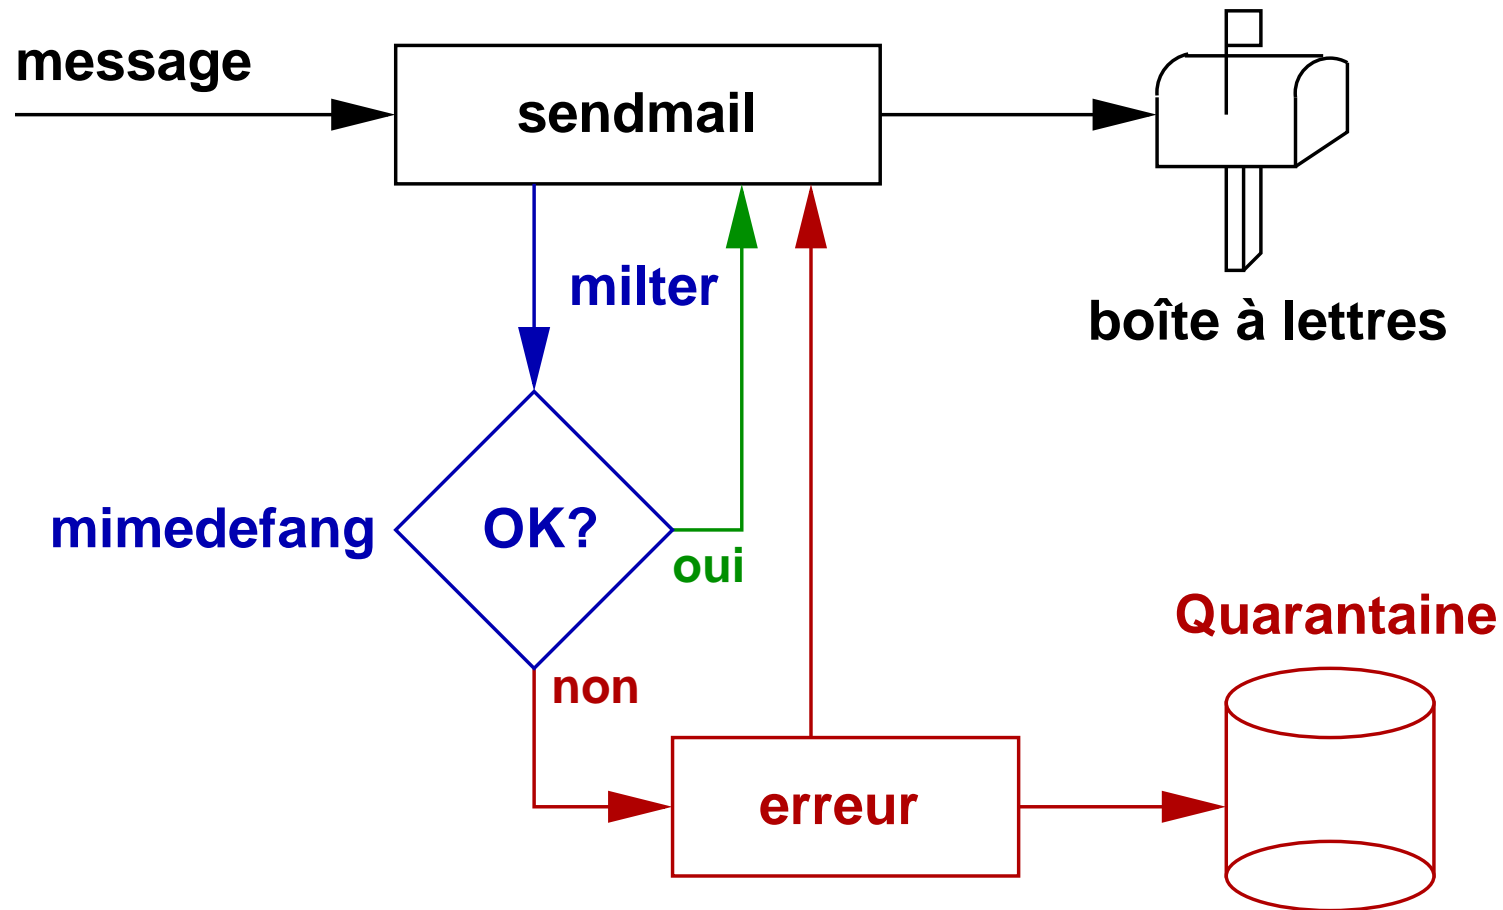 message
sendmail
milter
boîte à lettres
mimedefang
OK?
oui
Quarantaine
non
erreur